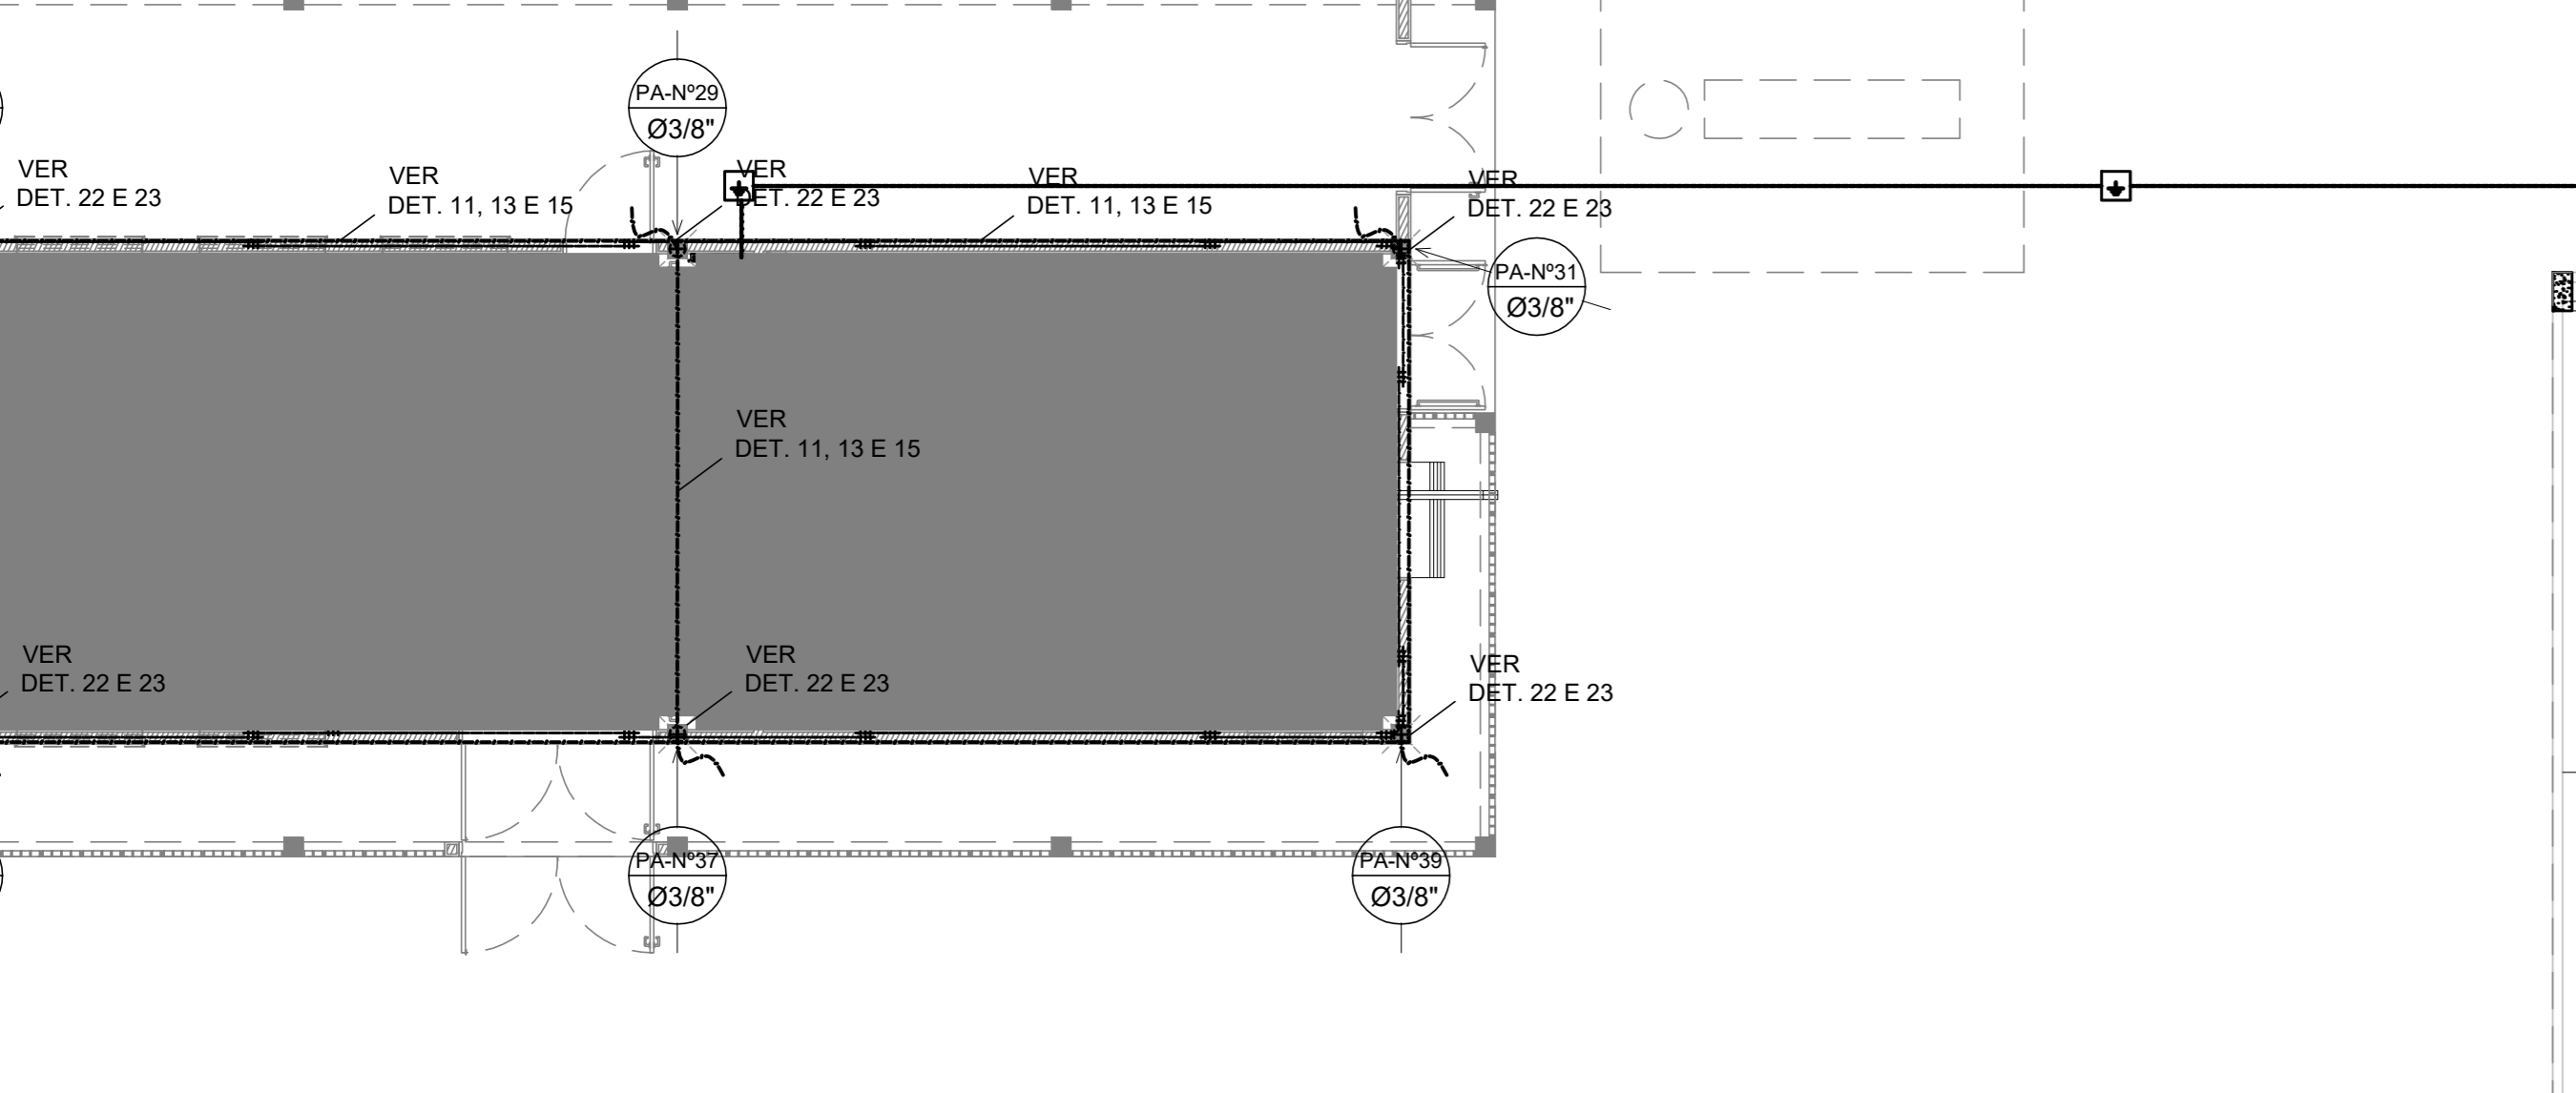 PA-Nº29
Ø3/8"
VER
DET. 22 E 23
VER
DET. 11, 13 E 15
VER
DET. 22 E 23
VER
DET. 11, 13 E 15
VER
DET. 22 E 23
PA-Nº31
Ø3/8"
VER
DET. 11, 13 E 15
VER
DET. 22 E 23
VER
DET. 22 E 23
VER
DET. 22 E 23
PA-Nº37
Ø3/8"
PA-Nº39
Ø3/8"